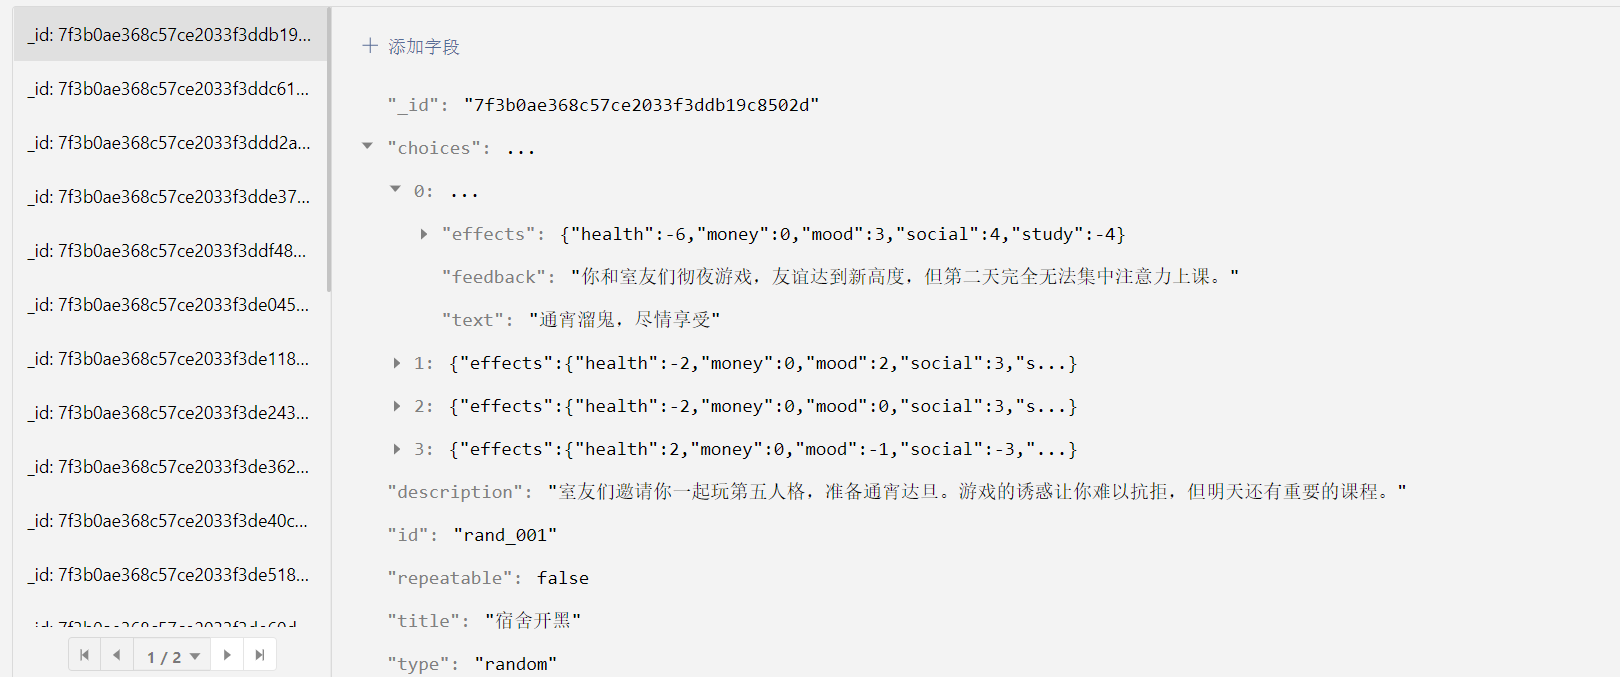 _id: 7f3b0ae368c57ce2033f3ddb19...
_id: 7f3b0ae368c57ce2033f3ddc61...
_id: 7f3b0ae368c57ce2033f3ddd2a...
_id: 7f3b0ae368c57ce2033f3dde37...
_id: 7f3b0ae368c57ce2033f3ddf48...
_id: 7f3b0ae368c57ce2033f3de045...
_id: 7f3b0ae368c57ce2033f3de118...
_id: 7f3b0ae368c57ce2033f3de243...
_id: 7f3b0ae368c57ce2033f3de362...
_id: 7f3b0ae368c57ce2033f3de40c...
_id: 7f3b0ae368c57ce2033f3de518...
1 / 2
添加字段
"_id": "7f3b0ae368c57ce2033f3ddb19c8502d"
"choices": ...
0: ...
"effects": {"health":-6,"money":0,"mood":3,"social":4,"study":-4}
"feedback": "你和室友们彻夜游戏，友谊达到新高度，但第二天完全无法集中注意力上课。"
"text": "通宵溜鬼，尽情享受"
1: {"effects":{"health":-2,"money":0,"mood":2,"social":3,"s...}
2: {"effects":{"health":-2,"money":0,"mood":0,"social":3,"s...}
3: {"effects":{"health":2,"money":0,"mood":-1,"social":-3,"...}
"description": "室友们邀请你一起玩第五人格，准备通宵达旦。游戏的诱惑让你难以抗拒，但明天还有重要的课程。"
"id": "rand_001"
"repeatable": false
"title": "宿舍开黑"
"type": "random"